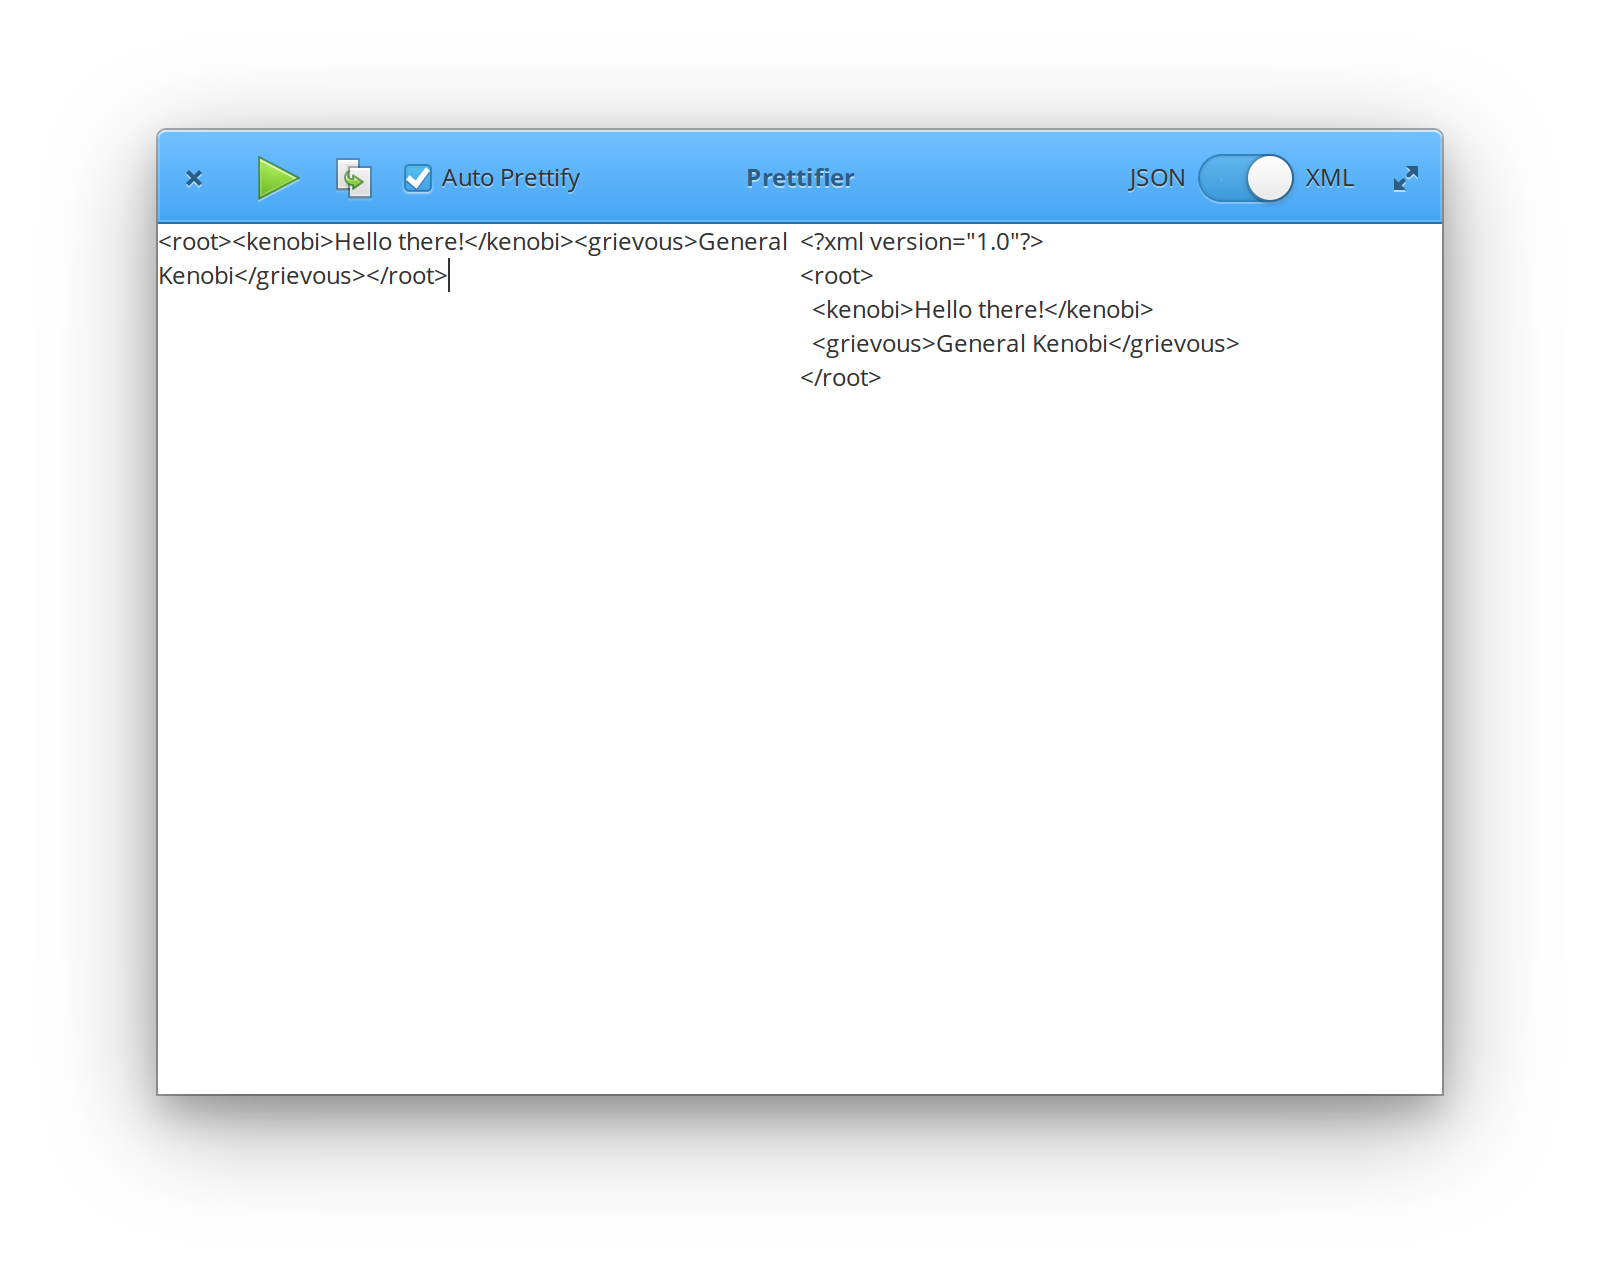 Auto Prettify
Prettifier
JSON
XML
<root><kenobi>Hello there!</kenobi><grievous>General
Kenobi</grievous></root>
<?xml version="1.0"?>
<root>
  <kenobi>Hello there!</kenobi>
  <grievous>General Kenobi</grievous>
</root>